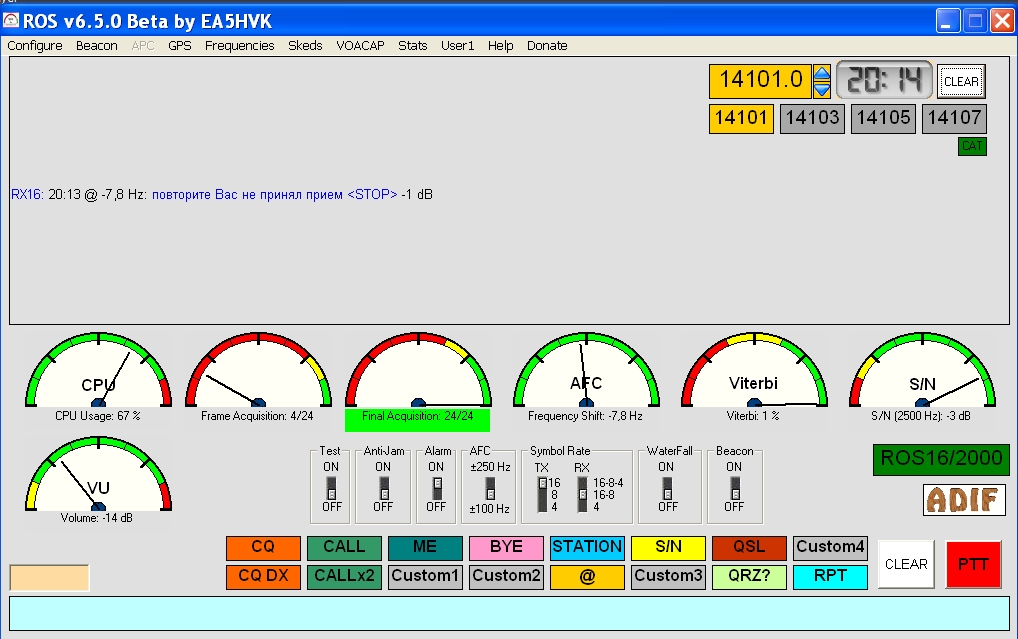 ROS v6.5.0 Beta by EA5HVK
Configure Beacon APC GPS Frequencies Skeds VOACAP Stats User1 Help Donate
14101.0 20:14 CLEAR
14101 14103 14105 14107
CAT
RX16: 20:13 @ -7,8 Hz: повторите Вас не принял прием <STOP> -1 dB
CPU AFC Viterbi S/N
CPU Usage: 67 % Frame Acquisition: 4/24 Final Acquisition: 24/24 Frequency Shift: -7,8 Hz Viterbi: 1 % S/N (2500 Hz): -3 dB
VU
Volume: -14 dB
Test AntiJam Alarm AFC Symbol Rate WaterFall Beacon
ON ON ON ±250 Hz TX RX ON ON
16 16-8-4
8 16-8
4 4
OFF OFF OFF ±100 Hz OFF OFF
ROS16/2000
ADIF
CQ CALL ME BYE STATION S/N QSL Custom4
CQ DX CALLx2 Custom1 Custom2 @ Custom3 QRZ? RPT
CLEAR PTT